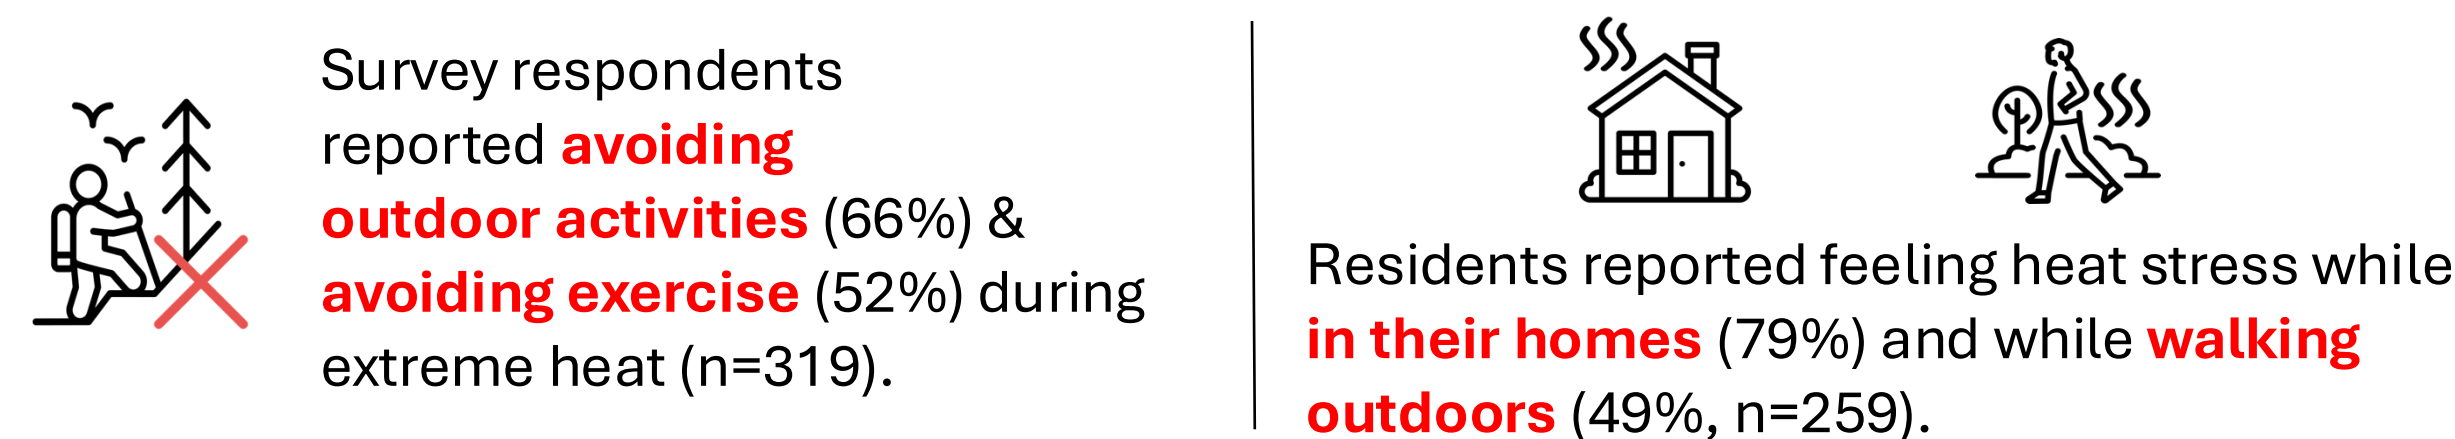 Survey respondents
reported avoiding
outdoor activities (66%) &
avoiding exercise (52%) during
extreme heat (n=319).
Residents reported feeling heat stress while
in their homes (79%) and while walking
outdoors (49%, n=259).